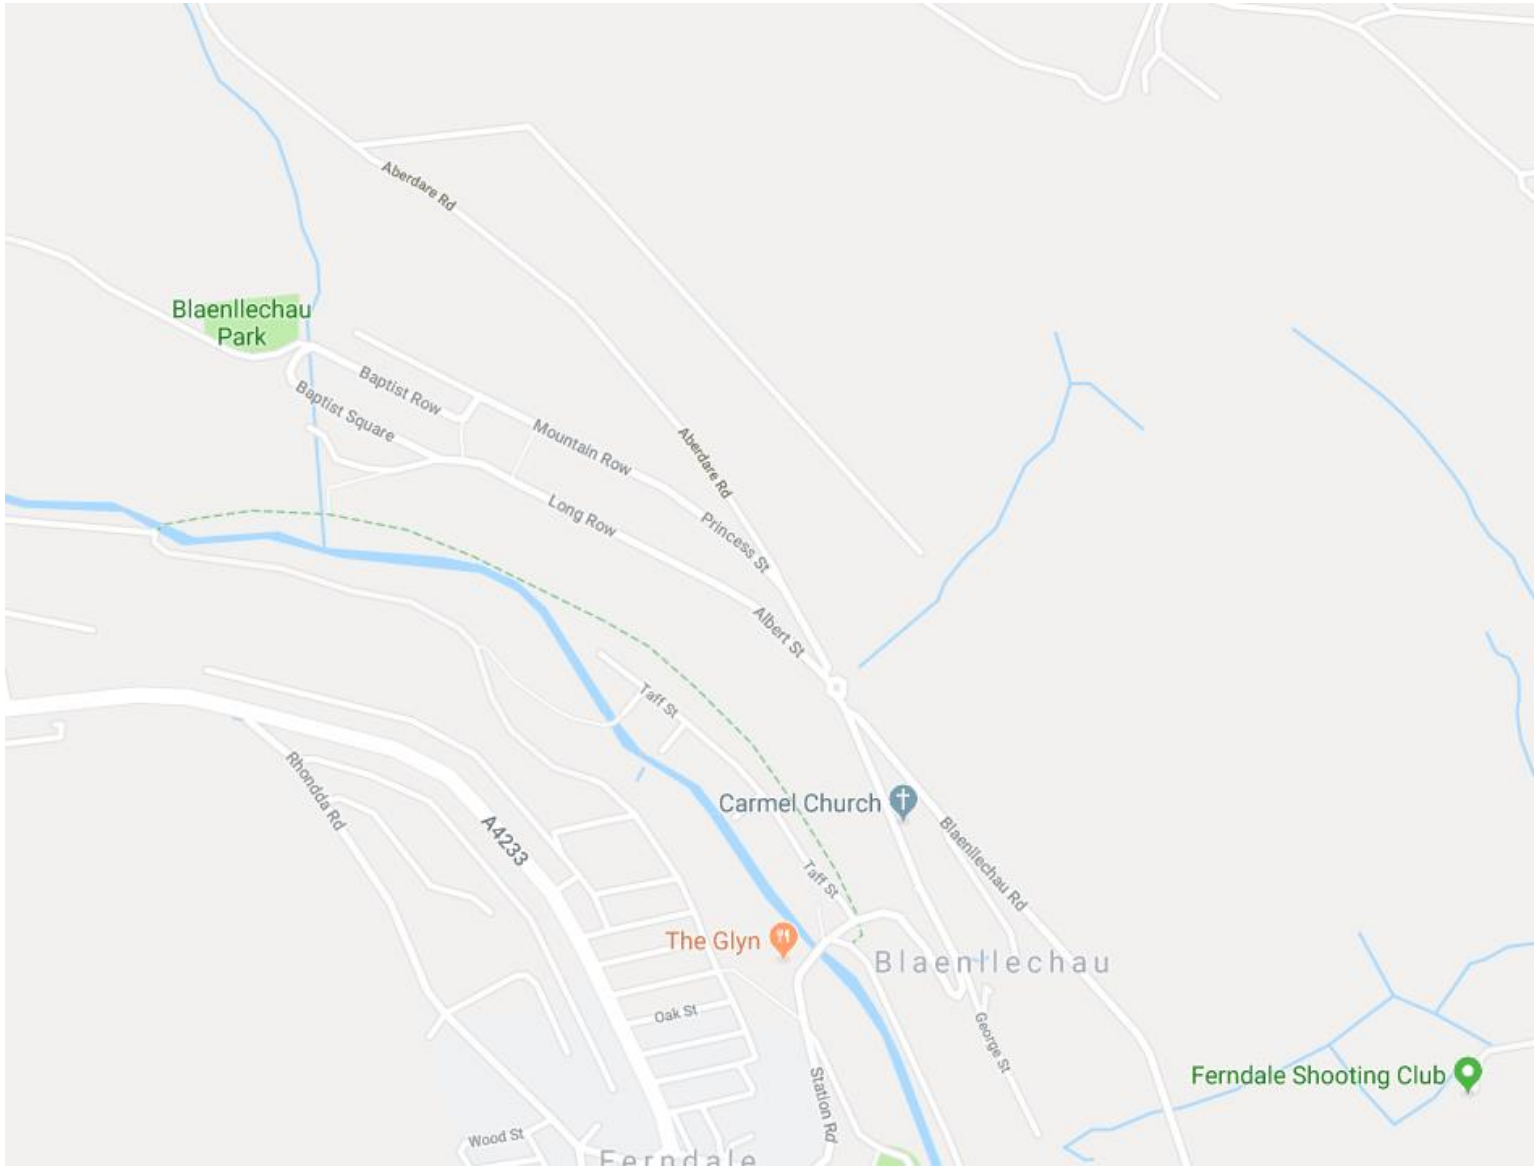 Aberdare Rd
Blaenllechau
Park
Baptist Row
Baptist Square
Mountain Row
Aberdare Rd
Long Row
Princess St
Albert St
Taff St
Rhondda Rd
A4233
Carmel Church
Blaenllechau Rd
Taff St
The Glyn
Blaenllechau
Oak St
George St
Ferndale Shooting Club
Station Rd
Wood St
Ferndale